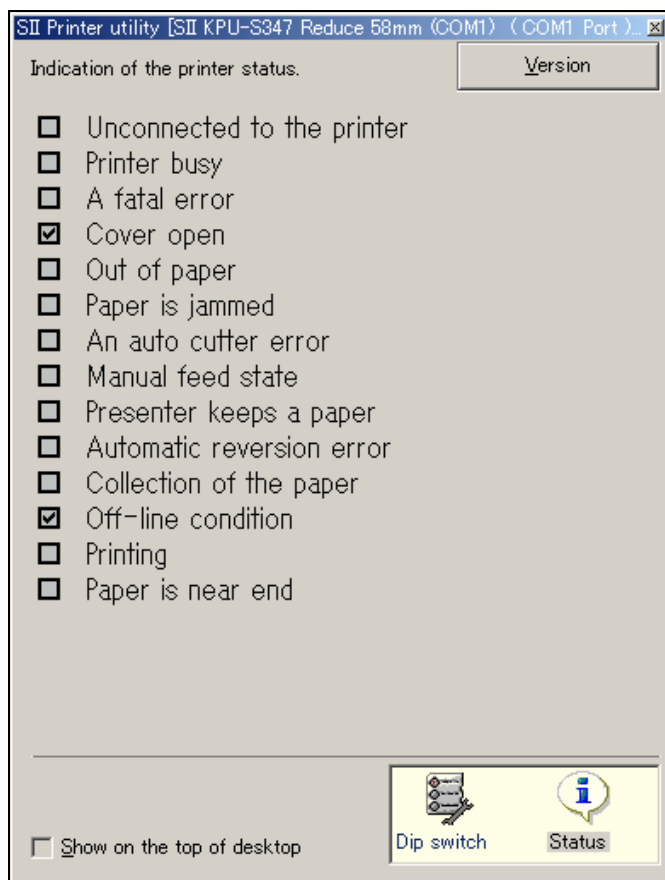 SII Printer utility [SII KPU-S347 Reduce 58mm (COM1) ( COM1 Port )...
Indication of the printer status.
Version
Unconnected to the printer
Printer busy
A fatal error
Cover open
Out of paper
Paper is jammed
An auto cutter error
Manual feed state
Presenter keeps a paper
Automatic reversion error
Collection of the paper
Off-line condition
Printing
Paper is near end
Dip switch
Status
Show on the top of desktop